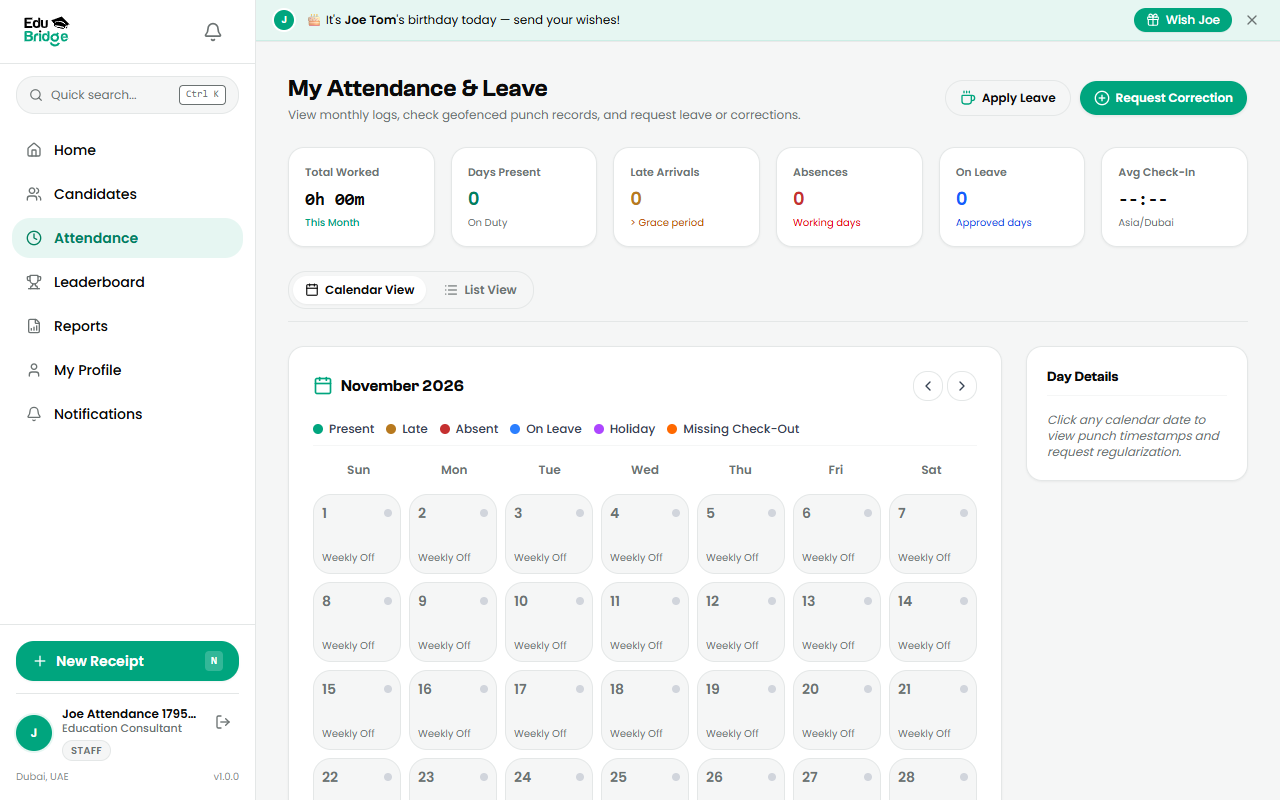 Edu
Bridge
Quick search...
Ctrl K
Home
Candidates
Attendance
Leaderboard
Reports
My Profile
Notifications
New Receipt
N
J
Joe Attendance 1795...
Education Consultant
STAFF
Dubai, UAE
v1.0.0
J
🎂 It's Joe Tom's birthday today — send your wishes!
Wish Joe
My Attendance & Leave
View monthly logs, check geofenced punch records, and request leave or corrections.
Apply Leave
Request Correction
Total Worked
0h 00m
This Month
Days Present
0
On Duty
Late Arrivals
0
> Grace period
Absences
0
Working days
On Leave
0
Approved days
Avg Check-In
--:--
Asia/Dubai
Calendar View
List View
November 2026
Present
Late
Absent
On Leave
Holiday
Missing Check-Out
Sun Mon Tue Wed Thu Fri Sat
1 2 3 4 5 6 7
Weekly Off Weekly Off Weekly Off Weekly Off Weekly Off Weekly Off Weekly Off
8 9 10 11 12 13 14
Weekly Off Weekly Off Weekly Off Weekly Off Weekly Off Weekly Off Weekly Off
15 16 17 18 19 20 21
Weekly Off Weekly Off Weekly Off Weekly Off Weekly Off Weekly Off Weekly Off
22 23 24 25 26 27 28
Day Details
Click any calendar date to
view punch timestamps and
request regularization.